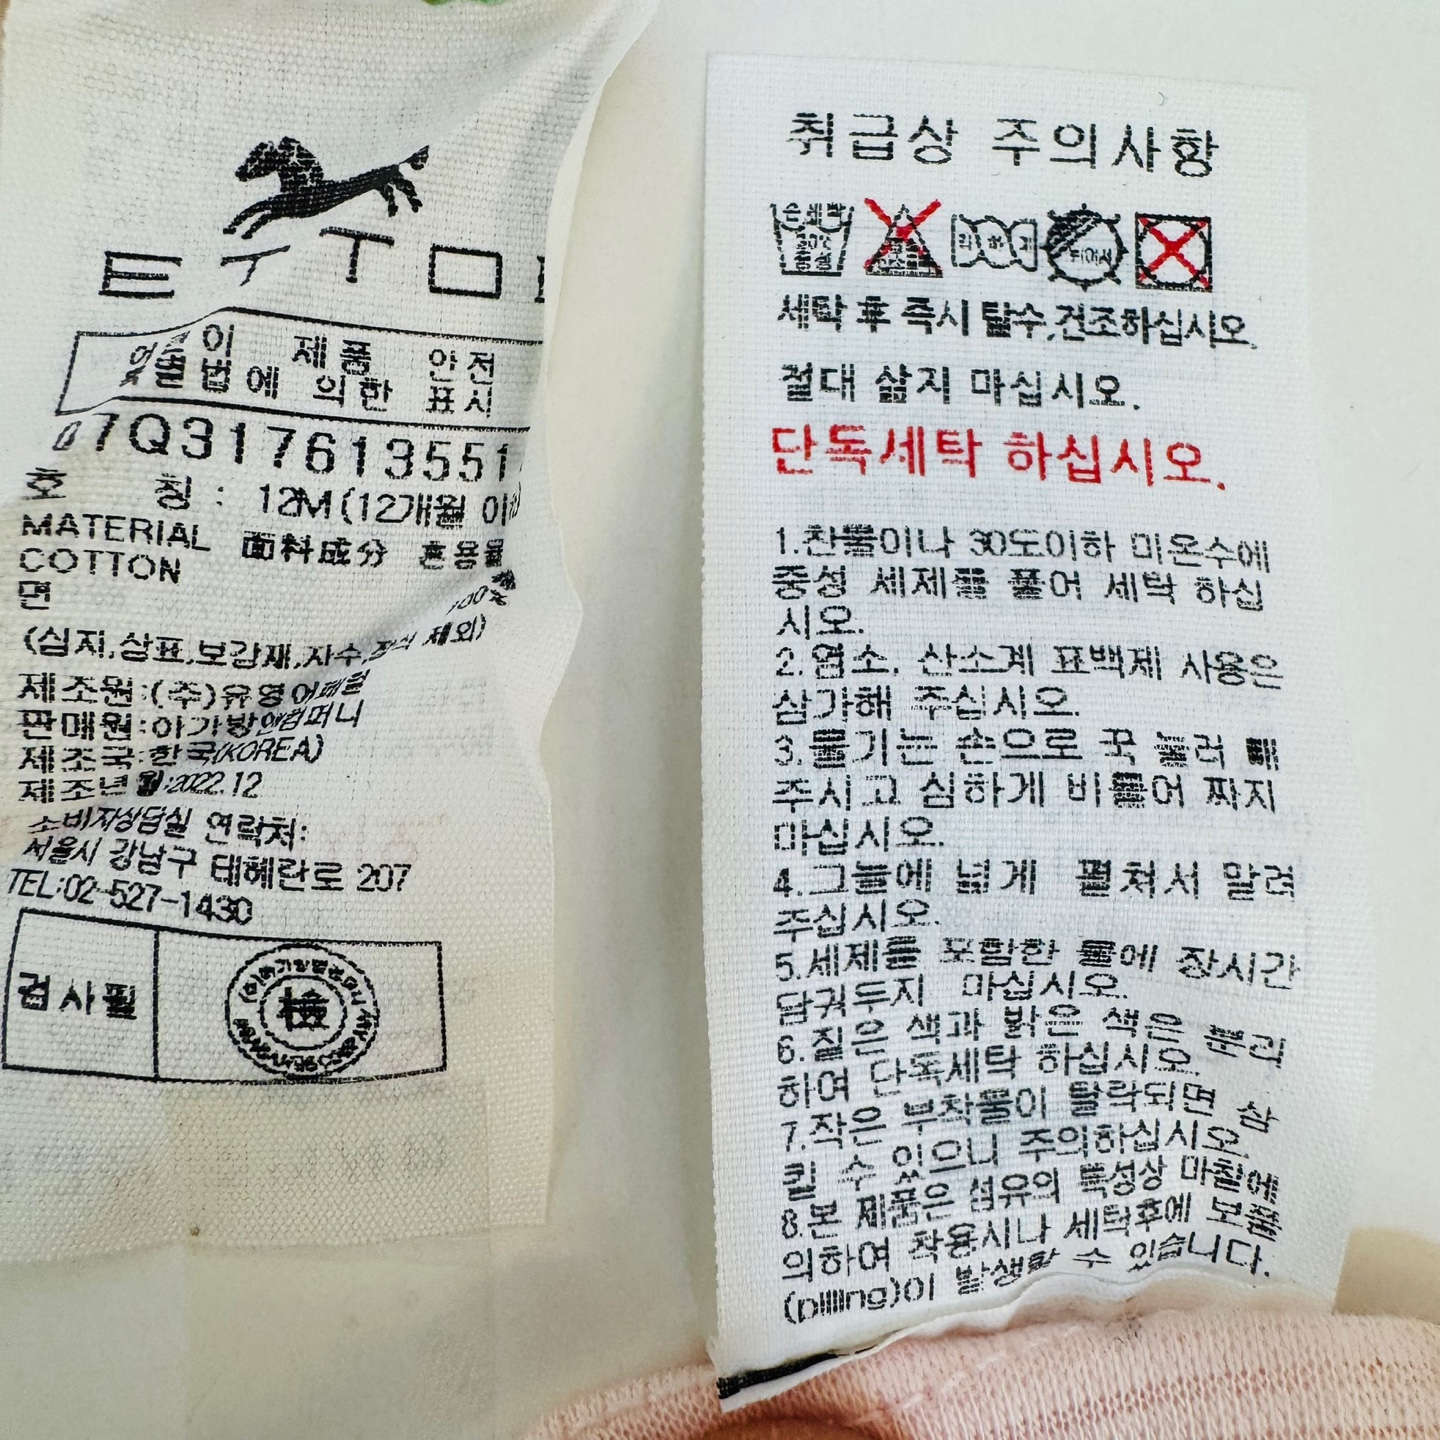 ETTO
이 제품 안전
법에 의한 표시
07Q317613551
호 칭 : 12M(12개월
MATERIAL 面料成分 혼용율
COTTON
면
100%
(심지,상표,보강재,자수,장식 제외)
제조원:(주)유영어패럴
판매원:아가방앤컴퍼니
제조국:한국(KOREA)
제조년월:2022.12
소비자상담실 연락처:
서울시 강남구 테헤란로 207
TEL:02-527-1430
검사필
檢
취급상 주의사항
손세탁
30℃
중성
염소
뉘어서
세탁 후 즉시 탈수,건조하십시오.
절대 삶지 마십시오.
단독세탁 하십시오.
1.찬물이나 30도이하 미온수에
중성 세제를 풀어 세탁 하십
시오.
2.염소, 산소계 표백제 사용은
삼가해 주십시오.
3.물기는 손으로 꾹 눌러 빼
주시고 심하게 비틀어 짜지
마십시오.
4.그늘에 넓게 펼쳐서 말려
주십시오.
5.세제를 포함한 물에 장시간
담궈두지 마십시오.
6.짙은 색과 밝은 색은 분리
하여 단독세탁 하십시오.
7.작은 부착물이 탈락되면 삼
킬 수 있으니 주의하십시오.
8.본 제품은 섬유의 특성상 마찰에
의하여 착용시나 세탁후에 보풀
(pilling)이 발생할 수 있습니다.